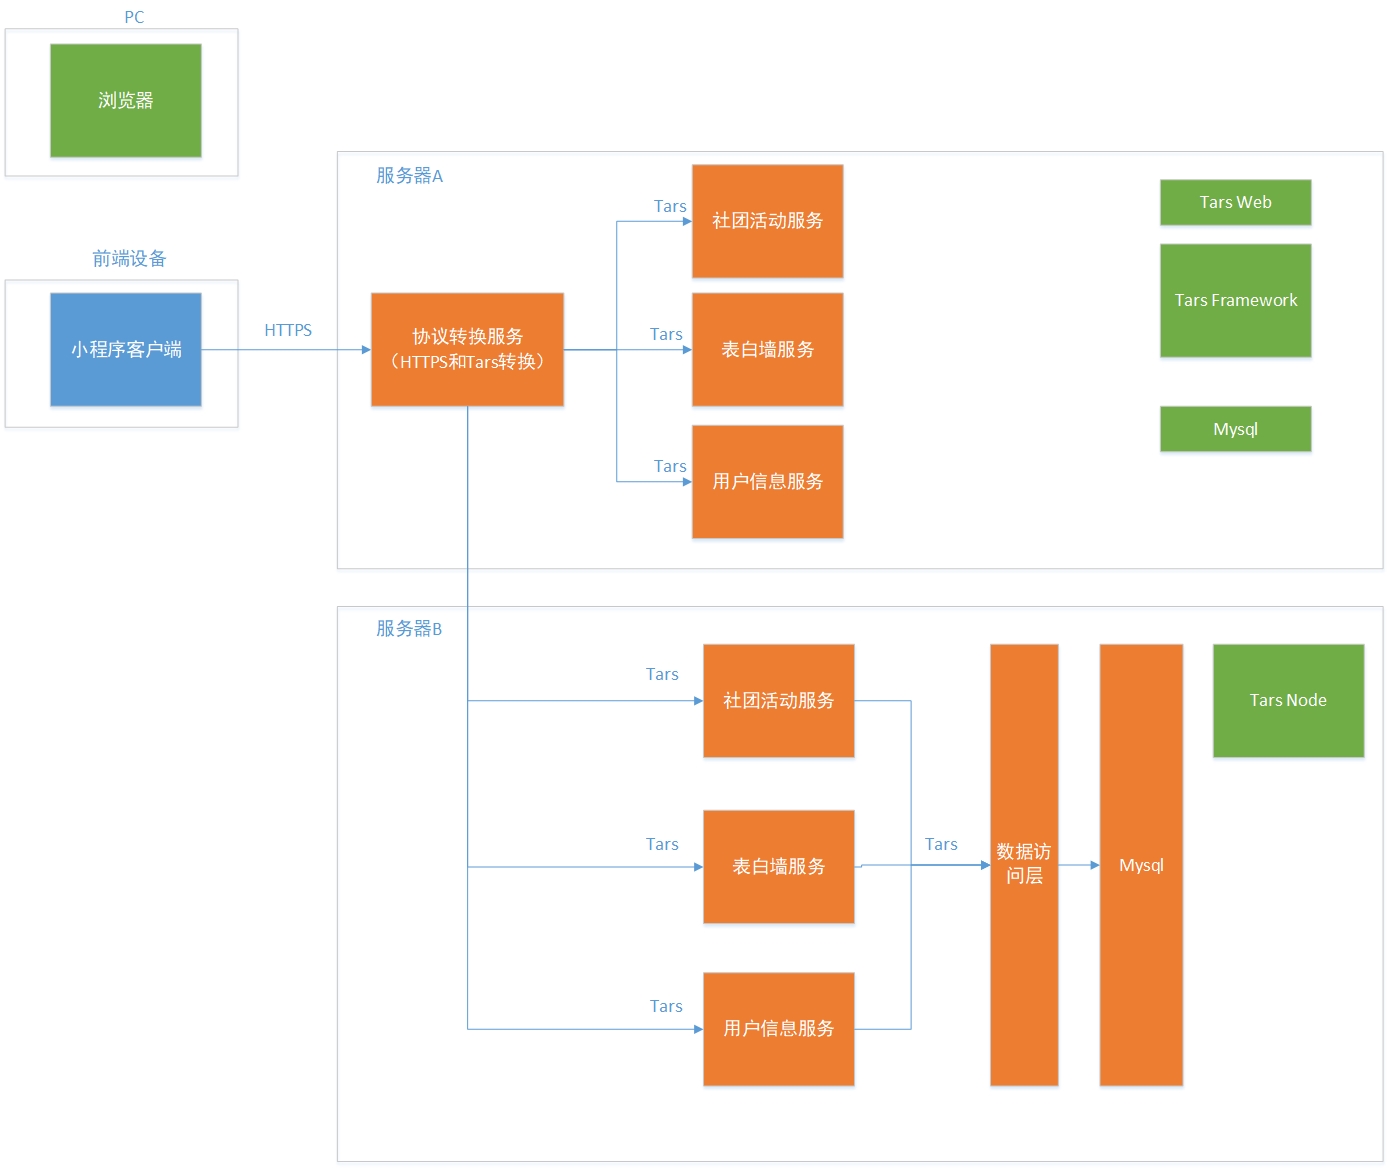 PC
浏览器
服务器A
社团活动服务
Tars
Tars Web
前端设备
Tars Framework
小程序客户端
HTTPS
协议转换服务
（HTTPS和Tars转换）
Tars
表白墙服务
Mysql
Tars
用户信息服务
服务器B
Tars
社团活动服务
Tars Node
Tars
表白墙服务
Tars
数据访
问层
Mysql
Tars
用户信息服务